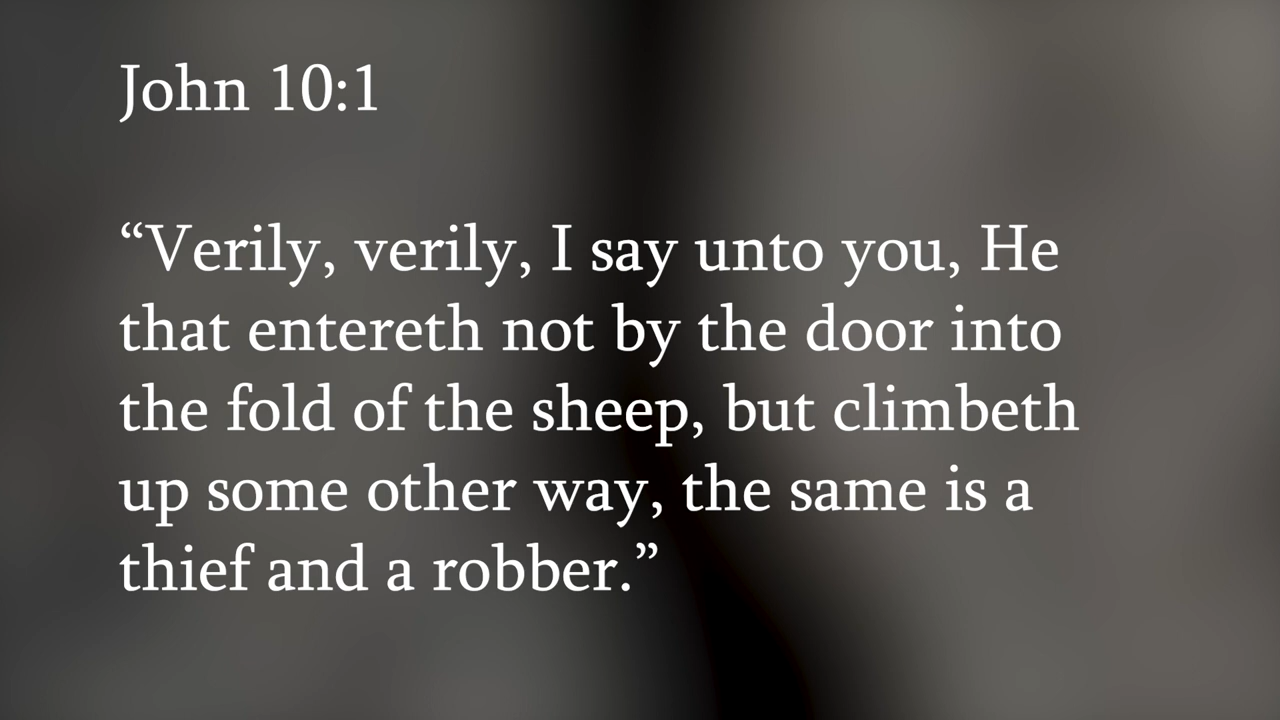 John 10:1
“Verily, verily, I say unto you, He
that entereth not by the door into
the fold of the sheep, but climbeth
up some other way, the same is a
thief and a robber.”